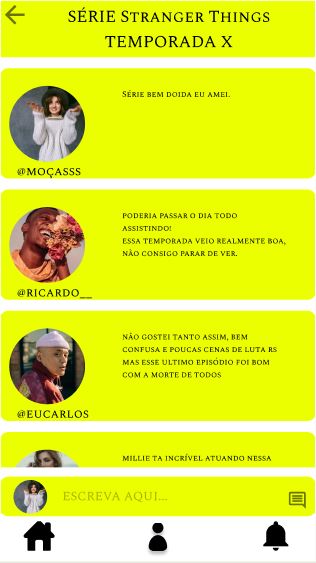 SÉRIE STRANGER THINGS
TEMPORADA X
SÉRIE BEM DOIDA EU AMEI.
@MOÇASSS
PODERIA PASSAR O DIA TODO
ASSISTINDO!
ESSA TEMPORADA VEIO REALMENTE BOA,
NÃO CONSIGO PARAR DE VER.
@RICARDO__
NÃO GOSTEI TANTO ASSIM, BEM
CONFUSA E POUCAS CENAS DE LUTA RS
MAS ESSE ULTIMO EPISÓDIO FOI BOM
COM A MORTE DE TODOS
@EUCARLOS
MILLIE TA INCRÍVEL ATUANDO NESSA
ESCREVA AQUI...